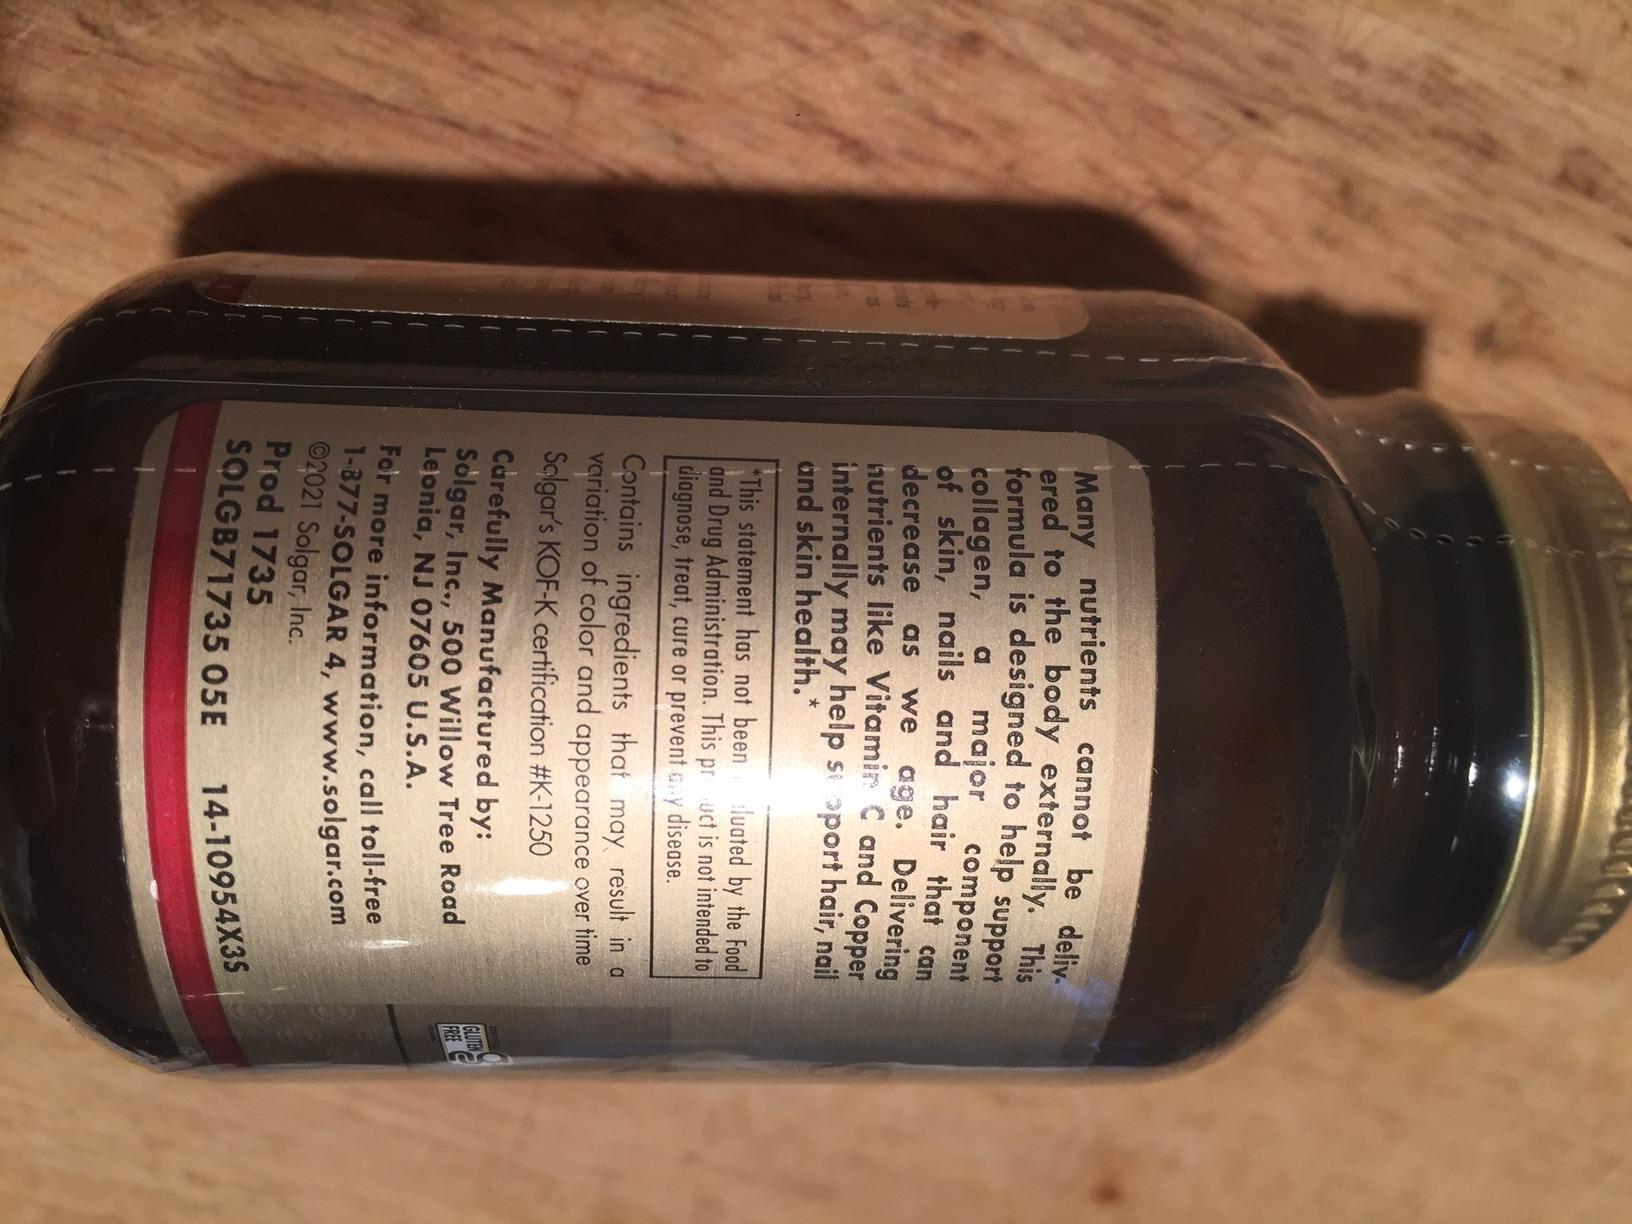 Many nutrients cannot be deliv-
ered to the body externally. This
formula is designed to help support
collagen, a major component
of skin, nails and hair that can
decrease as we age. Delivering
nutrients like Vitamin C and Copper
internally may help support hair, nail
and skin health.*
*This statement has not been evaluated by the Food
and Drug Administration. This product is not intended to
diagnose, treat, cure or prevent any disease.
Contains ingredients that may result in a
variation of color and appearance over time
Solgar's KOF-K certification #K-1250
Carefully Manufactured by:
Solgar, Inc., 500 Willow Tree Road
Leonia, NJ 07605 U.S.A.
For more information, call toll-free
1-877-SOLGAR 4, www.solgar.com
©2021 Solgar, Inc.
Prod 1735
SOLGB71735 05E 14-10954X3S
GLUTEN
FREE